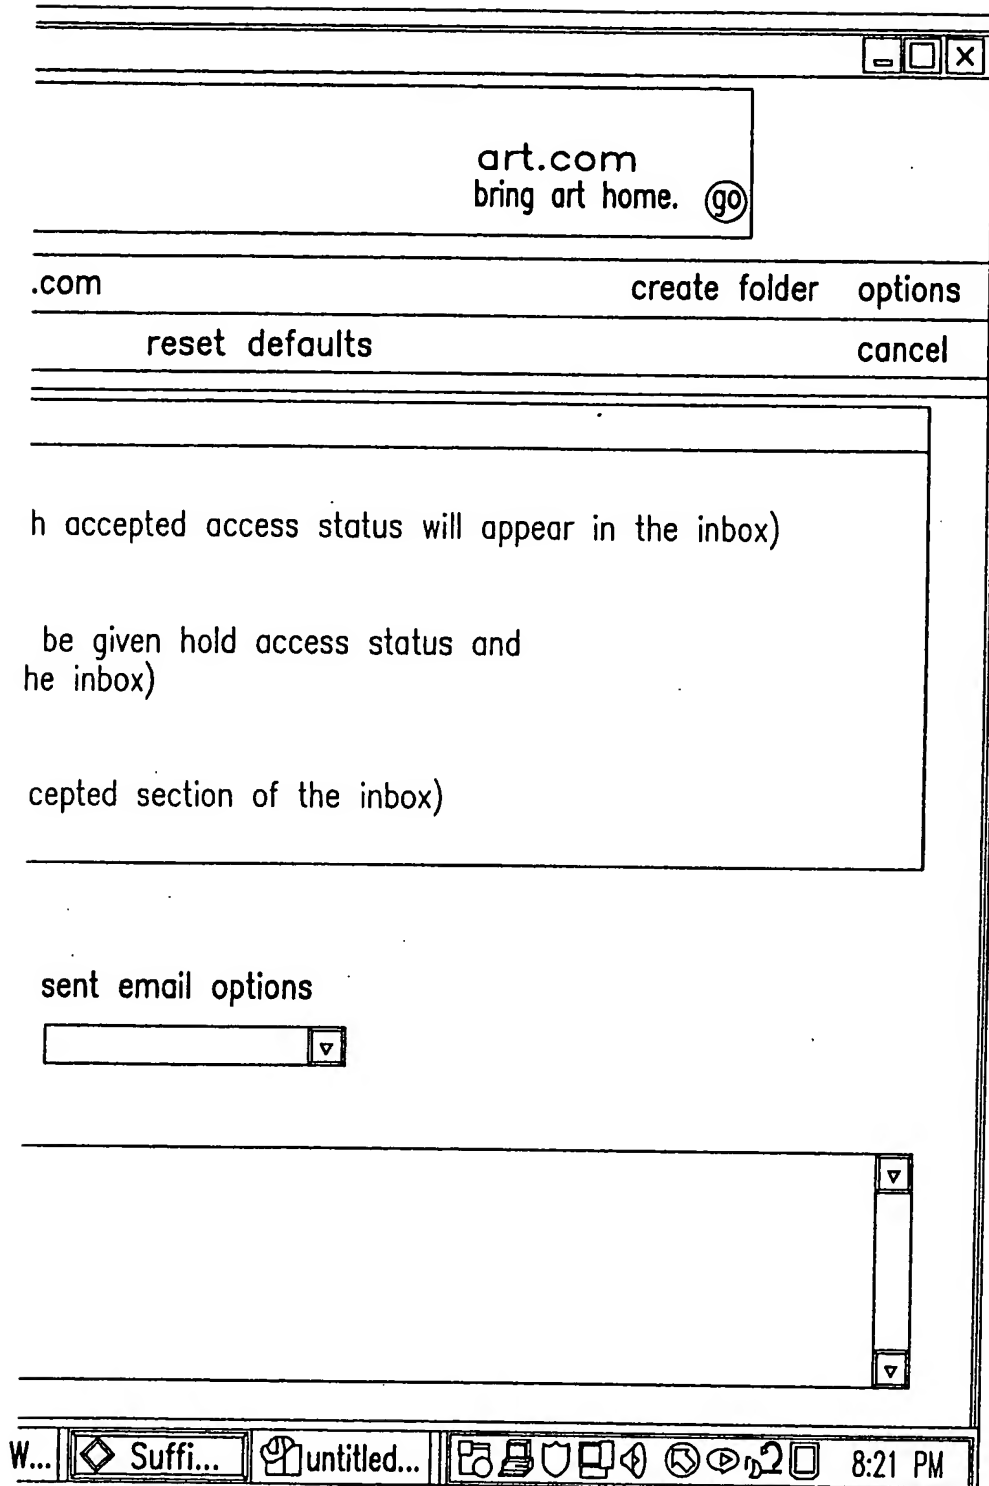 art.com
bring art home. go
.com create folder options
reset defaults cancel
h accepted access status will appear in the inbox)
be given hold access status and
he inbox)
cepted section of the inbox)
sent email options
W... Suffi... untitled... 8:21 PM